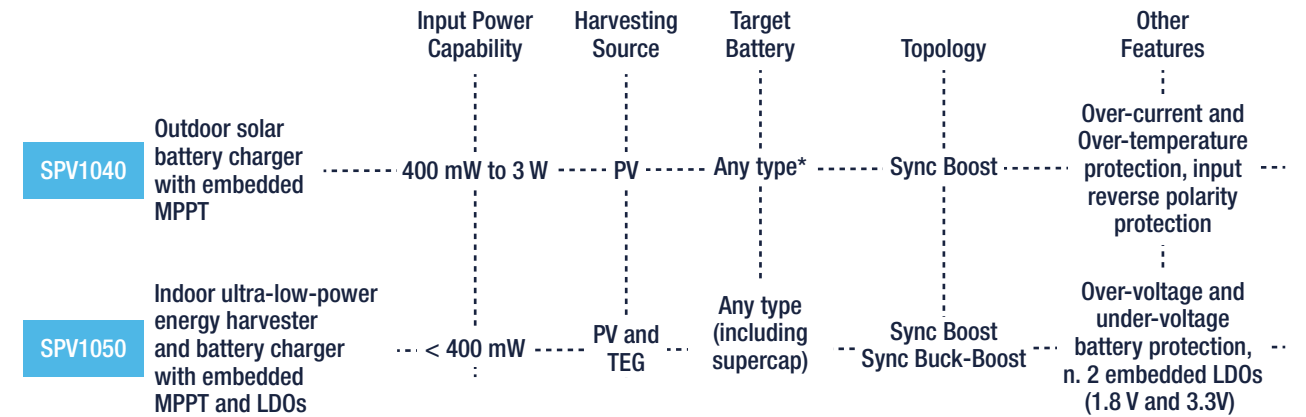 Input Power
Capability
Harvesting
Source
Target
Battery
Topology
Other
Features
SPV1040
Outdoor solar
battery charger
with embedded
MPPT
400 mW to 3 W
PV
Any type*
Sync Boost
Over-current and
Over-temperature
protection, input
reverse polarity
protection
SPV1050
Indoor ultra-low-power
energy harvester
and battery charger
with embedded
MPPT and LDOs
< 400 mW
PV and
TEG
Any type
(including
supercap)
Sync Boost
Sync Buck-Boost
Over-voltage and
under-voltage
battery protection,
n. 2 embedded LDOs
(1.8 V and 3.3V)